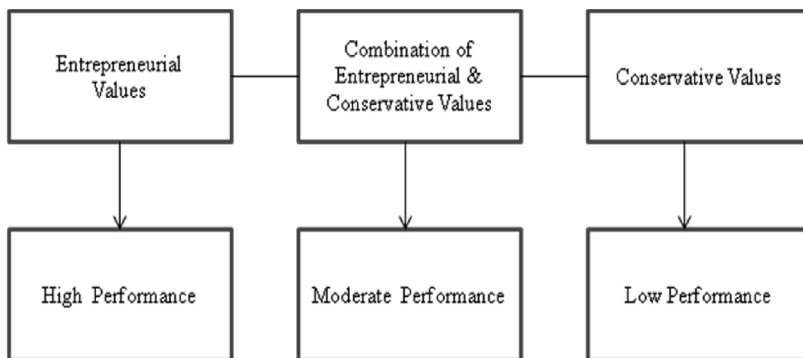 Entrepreneurial
Values
Combination of
Entrepreneurial &
Conservative Values
Conservative Values
High Performance
Moderate Performance
Low Performance